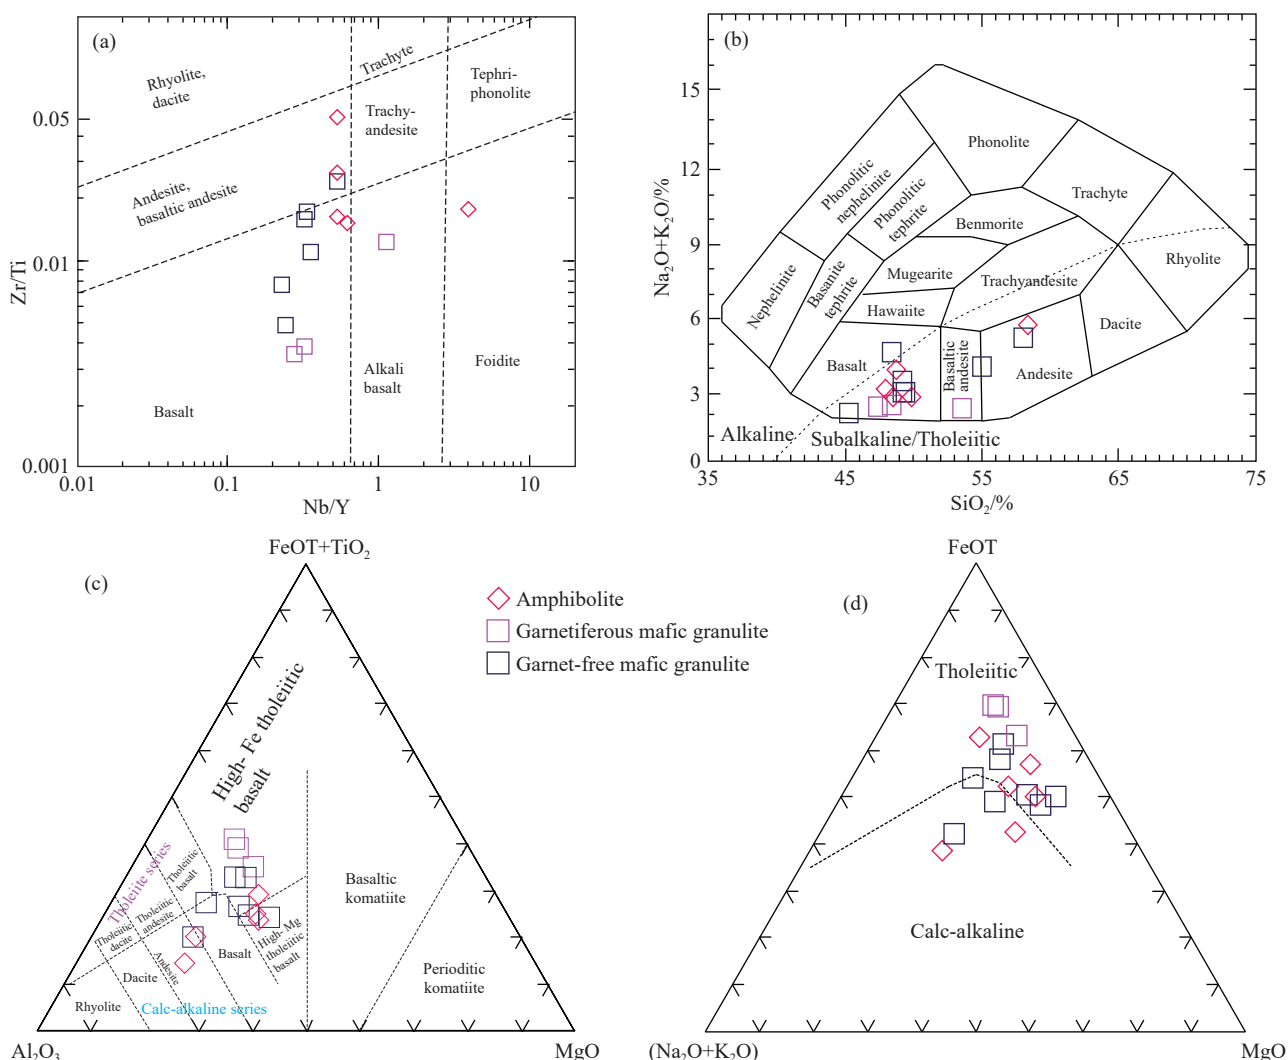 (a)
Rhyolite,
dacite
Trachyte
Tephri-
phonolite
Trachy-
andesite
Andesite,
basaltic andesite
Alkali
basalt
Foidite
Basalt
0.05
0.01
0.001
Zr/Ti
0.01
0.1
1
10
Nb/Y
(b)
15
12
9
6
3
0
Na₂O+K₂O/%
Phonolite
Phonolitic
nephelinite
Phonolitic
tephrite
Trachyte
Benmorite
Rhyolite
Nephelinite
Basanite
tephrite
Mugearite
Trachyandesite
Hawaiite
Dacite
Basalt
Basaltic
andesite
Andesite
Alkaline
Subalkaline/Tholeiitic
35
45
55
65
75
SiO₂/%
FeOT+TiO₂
(c)
High- Fe tholeiitic
basalt
Tholeiite series
Tholeiitic
basalt
Tholeiitic
andesite
Tholeiitic
dacite
Basaltic
komatiite
High- Mg
tholeiitic
basalt
Basalt
Andesite
Dacite
Rhyolite
Calc-alkaline series
Perioditic
komatiite
Al₂O₃
MgO
Amphibolite
Garnetiferous mafic granulite
Garnet-free mafic granulite
FeOT
(d)
Tholeiitic
Calc-alkaline
(Na₂O+K₂O)
MgO